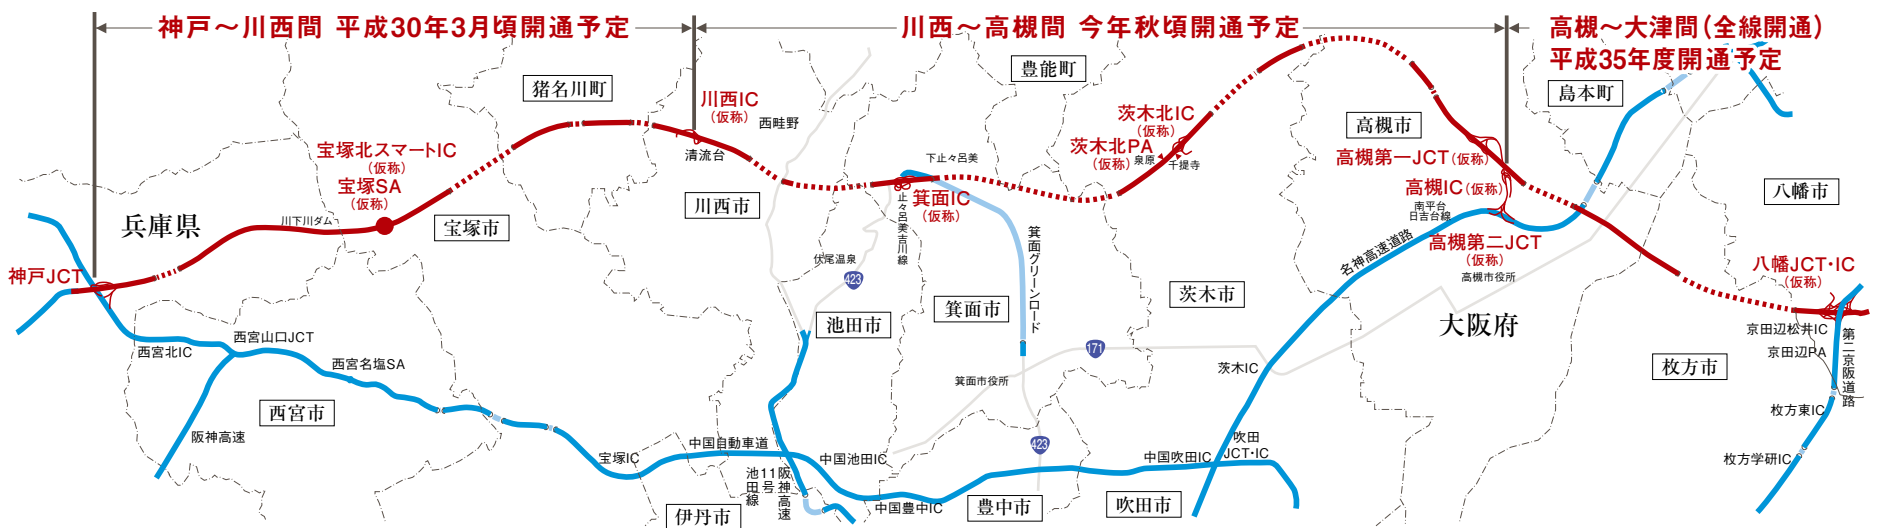 神戸～川西間 平成30年3月頃開通予定
川西～高槻間 今年秋頃開通予定
高槻～大津間(全線開通)
平成35年度開通予定
猪名川町
豊能町
島本町
高槻市
八幡市
川西IC
(仮称)
西畦野
清流台
宝塚北スマートIC
(仮称)
宝塚SA
(仮称)
川下川ダム
兵庫県
宝塚市
川西市
神戸JCT
下止々呂美
箕面IC
(仮称)
止々呂美吉川線
茨木北IC
(仮称)
茨木北PA
(仮称)
泉原
千提寺
高槻第一JCT(仮称)
高槻IC(仮称)
南平台
日吉台線
高槻第二JCT
(仮称)
高槻市役所
名神高速道路
八幡JCT・IC
(仮称)
伏尾温泉
423
箕面グリーンロード
箕面市
茨木市
大阪府
池田市
171
箕面市役所
茨木IC
京田辺松井IC
京田辺PA
第二京阪道路
枚方市
枚方東IC
枚方学研IC
西宮北IC
西宮山口JCT
西宮名塩SA
西宮市
阪神高速
宝塚IC
中国自動車道
阪神高速
11号
池田線
中国池田IC
中国豊中IC
423
中国吹田IC
吹田
JCT・IC
伊丹市
豊中市
吹田市